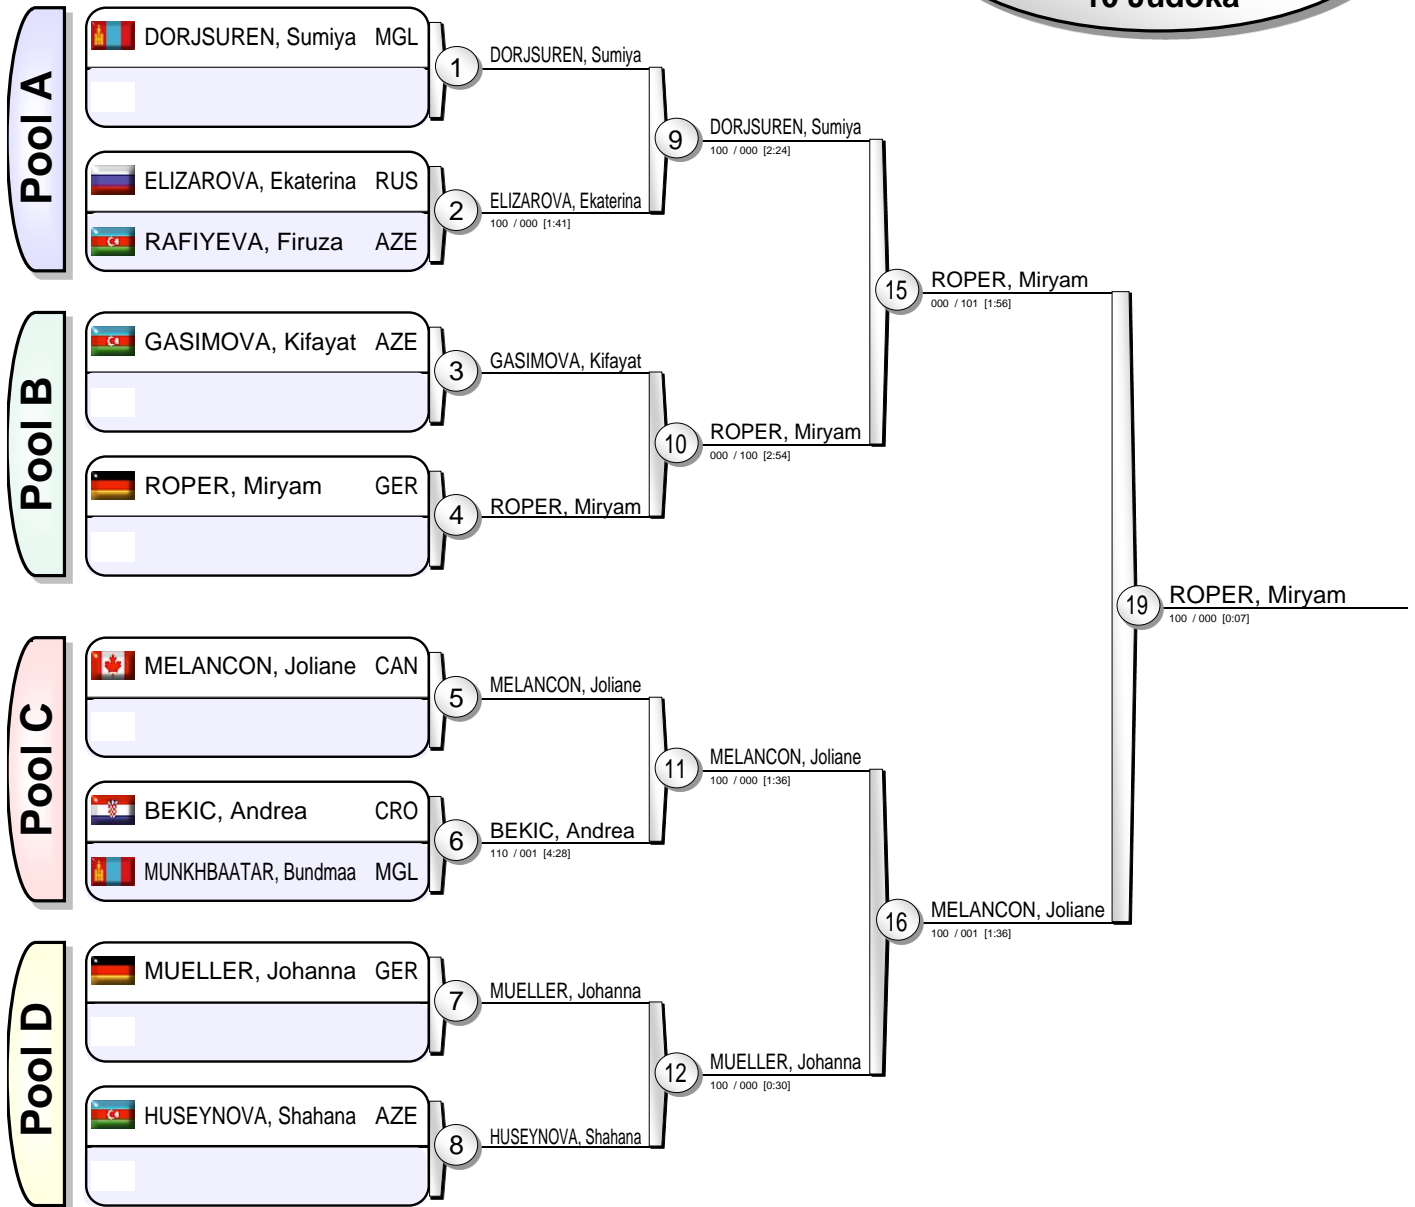 10 Judoka
Pool A
DORJSUREN, Sumiya MGL
1
DORJSUREN, Sumiya
ELIZAROVA, Ekaterina RUS
RAFIYEVA, Firuza AZE
2
ELIZAROVA, Ekaterina
100 / 000 [1:41]
9
DORJSUREN, Sumiya
100 / 000 [2:24]
Pool B
GASIMOVA, Kifayat AZE
3
GASIMOVA, Kifayat
ROPER, Miryam GER
4
ROPER, Miryam
10
ROPER, Miryam
000 / 100 [2:54]
15
ROPER, Miryam
000 / 101 [1:56]
Pool C
MELANCON, Joliane CAN
5
MELANCON, Joliane
BEKIC, Andrea CRO
MUNKHBAATAR, Bundmaa MGL
6
BEKIC, Andrea
110 / 001 [4:28]
11
MELANCON, Joliane
100 / 000 [1:36]
Pool D
MUELLER, Johanna GER
7
MUELLER, Johanna
HUSEYNOVA, Shahana AZE
8
HUSEYNOVA, Shahana
12
MUELLER, Johanna
100 / 000 [0:30]
16
MELANCON, Joliane
100 / 001 [1:36]
19
ROPER, Miryam
100 / 000 [0:07]